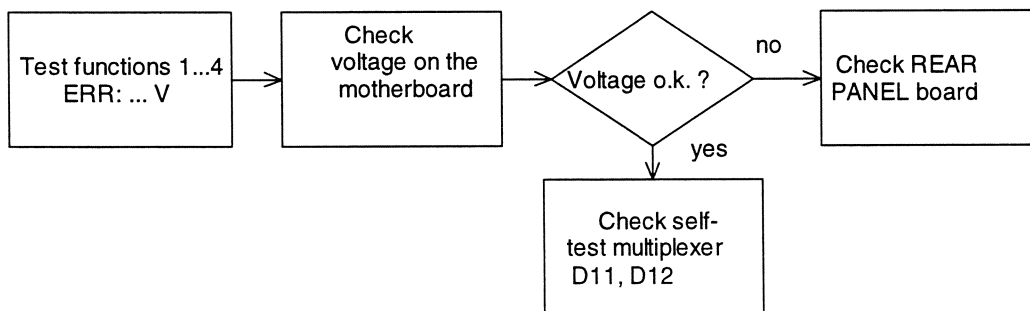 Test functions 1...4
ERR: ... V
Check
voltage on the
motherboard
Voltage o.k. ?
no
Check REAR
PANEL board
yes
Check self-
test multiplexer
D11, D12